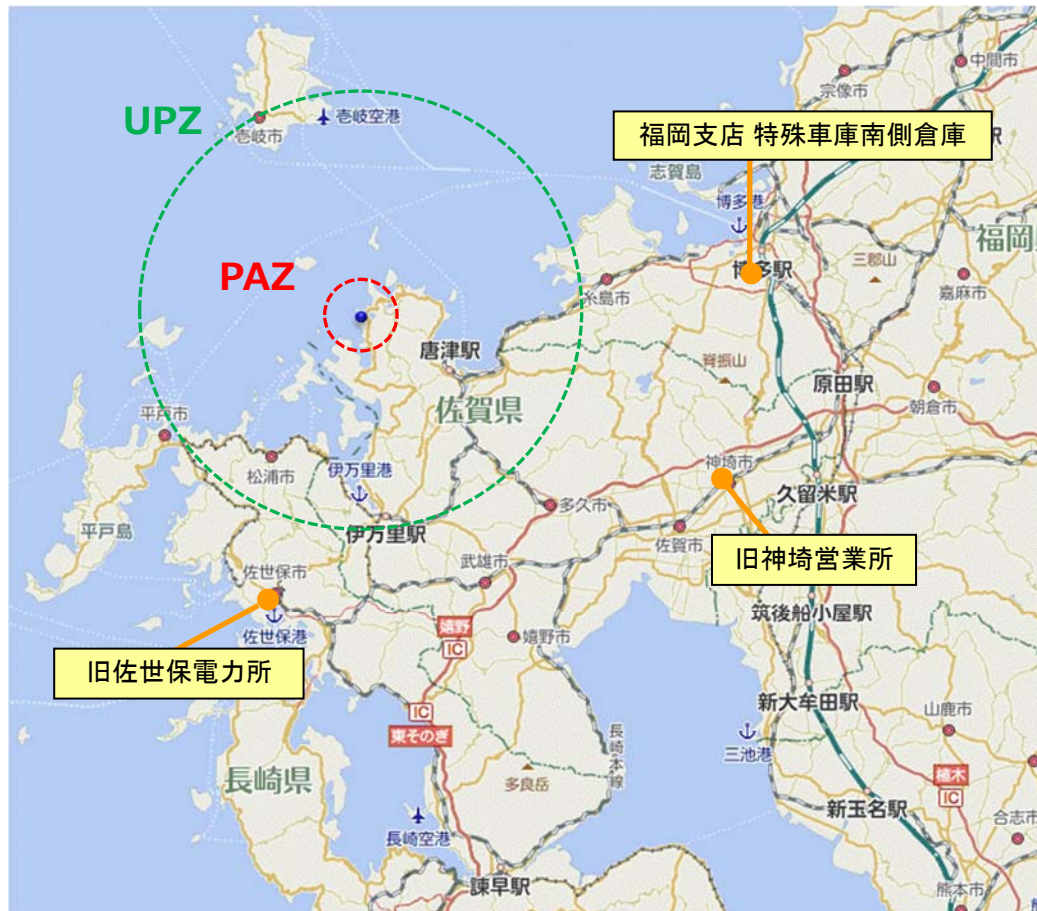 中間市
宗像市
UPZ
壱岐空港
壱岐市
福岡支店 特殊車庫南側倉庫
志賀島
博多港
福岡
PAZ
博多駅
三郡山
糸島市
嘉麻市
唐津駅
脊振山
原田駅
佐賀県
朝倉市
平戸市
神埼市
松浦市
伊万里港
久留米駅
多久市
平戸島
伊万里駅
佐賀市
武雄市
旧神埼営業所
佐世保市
筑後船小屋駅
佐世保港
嬉野
IC
嬉野市
旧佐世保電力所
新大牟田駅
山鹿市
IC
東そのぎ
三池港
長崎本線
長崎県
多良岳
植木
IC
新玉名駅
長崎空港
合志市
諫早駅
熊本市